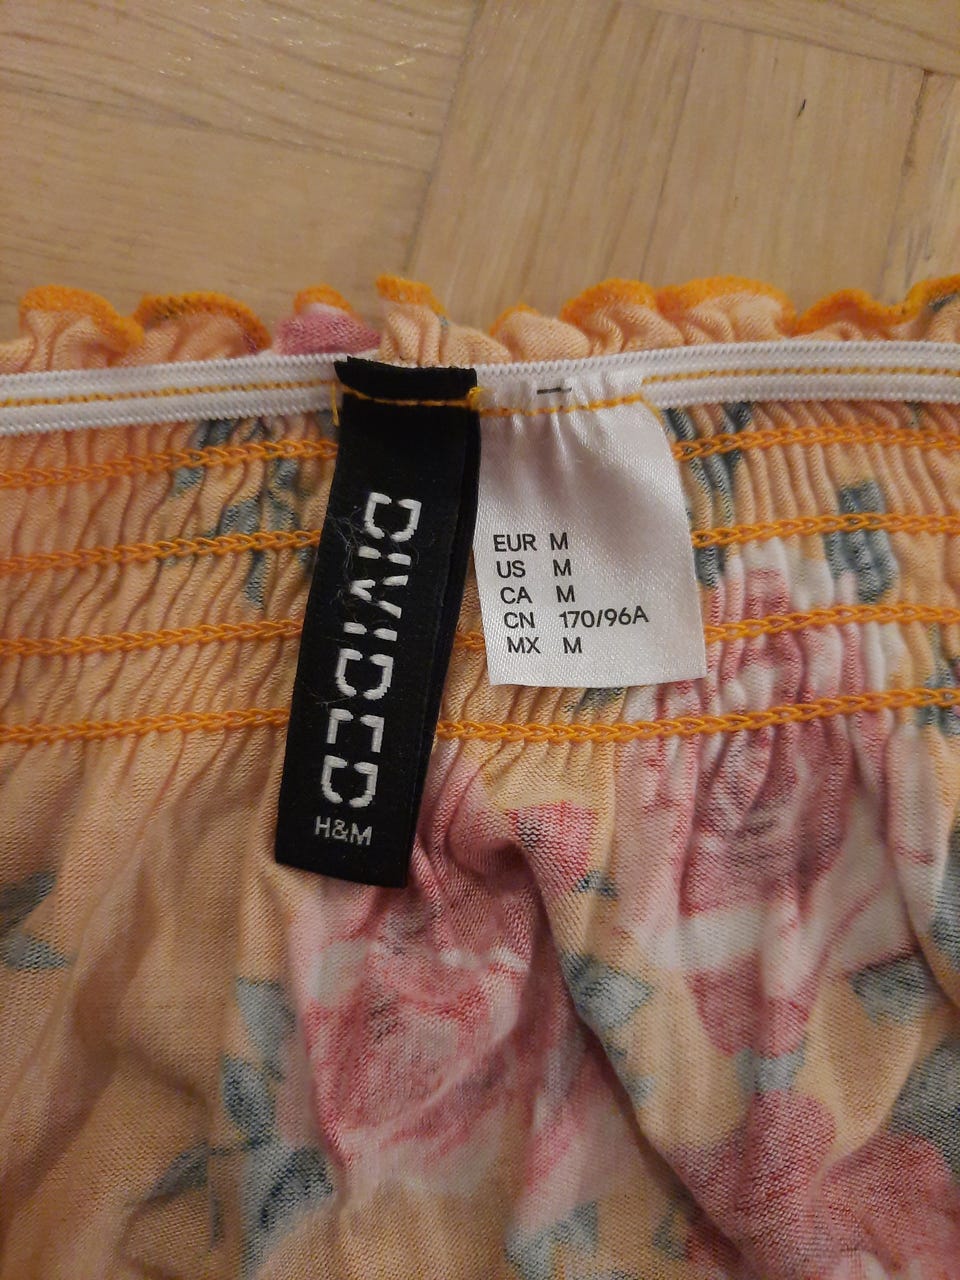 DIVIDED
H&M
EUR M
US M
CA M
CN 170/96A
MX M